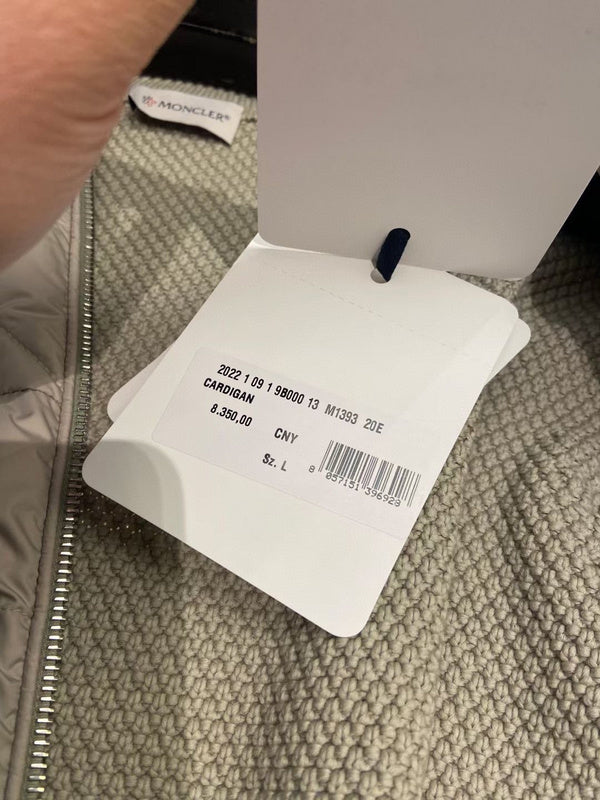 MONCLER
2022 1 09 1 9B000 13 M1393 20E
CARDIGAN
8.350,00
CNY
Sz. L
8 057151 396923